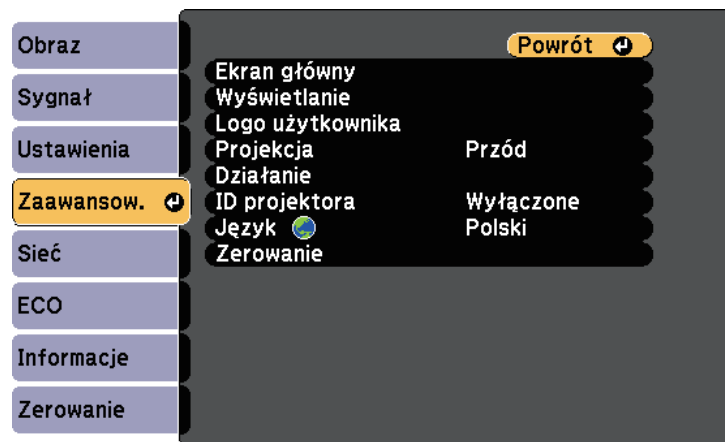 Obraz
Sygnał
Ustawienia
Zaawansow.
Sieć
ECO
Informacje
Zerowanie
Powrót
Ekran główny
Wyświetlanie
Logo użytkownika
Projekcja Przód
Działanie
ID projektora Wyłączone
Język Polski
Zerowanie